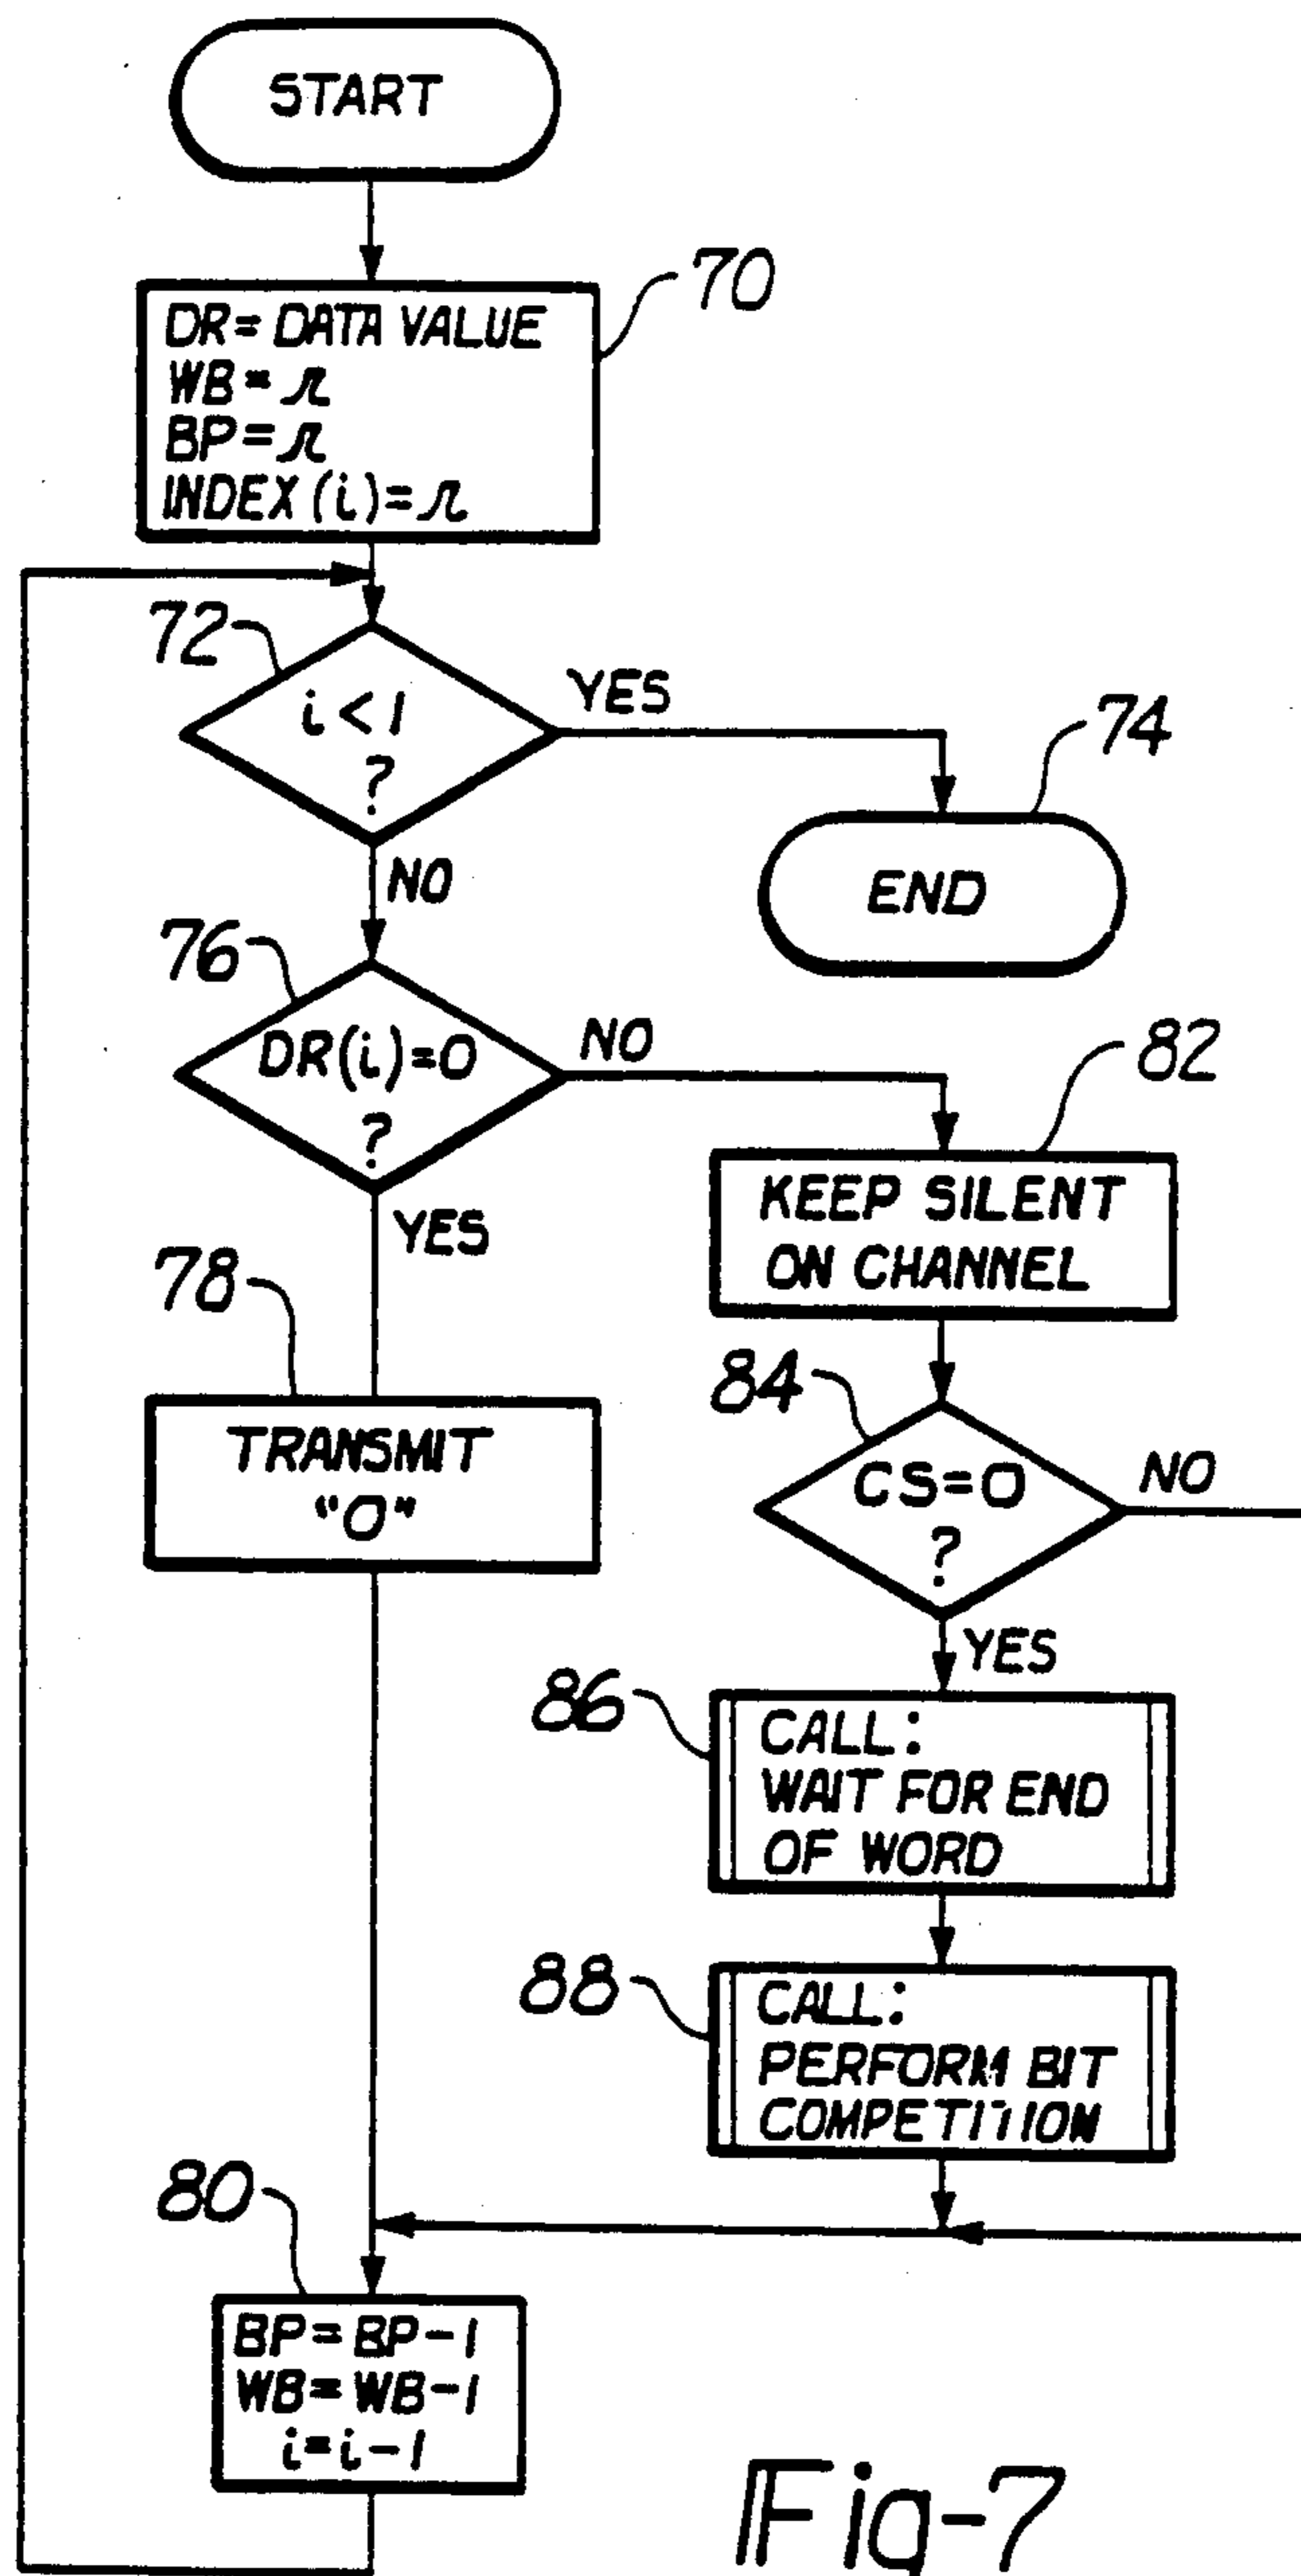 START
70
DR = DATA VALUE
WB = r
BP = r
INDEX (i) = r
72
i < 1
?
YES
74
END
NO
76
DR(i)=0
?
NO
82
YES
KEEP SILENT
ON CHANNEL
78
TRANSMIT
"0"
84
CS=0
?
NO
YES
86
CALL:
WAIT FOR END
OF WORD
88
CALL:
PERFORM BIT
COMPETITION
80
BP = BP-1
WB = WB-1
i = i-1
Fig-7